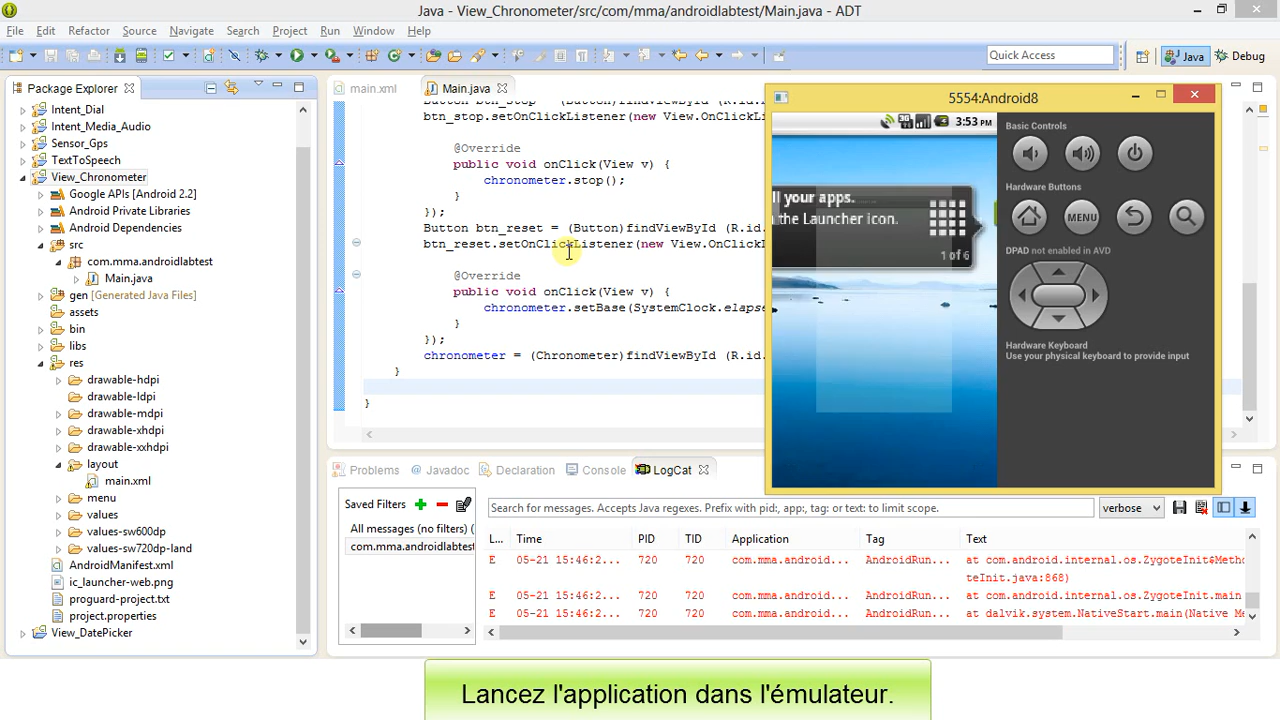 Java - View_Chronometer/src/com/mma/androidlabtest/Main.java - ADT
File Edit Refactor Source Navigate Search Project Run Window Help
Quick Access
Java
Debug
Package Explorer
Intent_Dial
Intent_Media_Audio
Sensor_Gps
TextToSpeech
View_Chronometer
Google APIs [Android 2.2]
Android Private Libraries
Android Dependencies
src
com.mma.androidlabtest
Main.java
gen [Generated Java Files]
assets
bin
libs
res
drawable-hdpi
drawable-ldpi
drawable-mdpi
drawable-xhdpi
drawable-xxhdpi
layout
main.xml
menu
values
values-sw600dp
values-sw720dp-land
AndroidManifest.xml
ic_launcher-web.png
proguard-project.txt
project.properties
View_DatePicker
main.xml
Main.java
Button btn_stop = (Button)findViewById (R.id.
btn_stop.setOnClickListener(new View.OnClickL
@Override
public void onClick(View v) {
chronometer.stop();
}
});
Button btn_reset = (Button)findViewById (R.id.
btn_reset.setOnClickListener(new View.OnClickL
@Override
public void onClick(View v) {
chronometer.setBase(SystemClock.elapse
}
});
chronometer = (Chronometer)findViewById (R.id.
}
}
5554:Android8
3G
3:53 PM
ll your apps.
the Launcher icon.
1 of 6
Basic Controls
Hardware Buttons
MENU
DPAD not enabled in AVD
Hardware Keyboard
Use your physical keyboard to provide input
Problems
Javadoc
Declaration
Console
LogCat
Saved Filters
All messages (no filters) (
com.mma.androidlabtest
Search for messages. Accepts Java regexes. Prefix with pid:, app:, tag: or text: to limit scope.
verbose
L... Time PID TID Application Tag Text
E 05-21 15:46:2... 720 720 com.mma.android... AndroidRun... at com.android.internal.os.ZygoteInit$Metho
teInit.java:868)
E 05-21 15:46:2... 720 720 com.mma.android... AndroidRun... at com.android.internal.os.ZygoteInit.main
E 05-21 15:46:2... 720 720 com.mma.android... AndroidRun... at dalvik.system.NativeStart.main(Native Me
Lancez l'application dans l'émulateur.